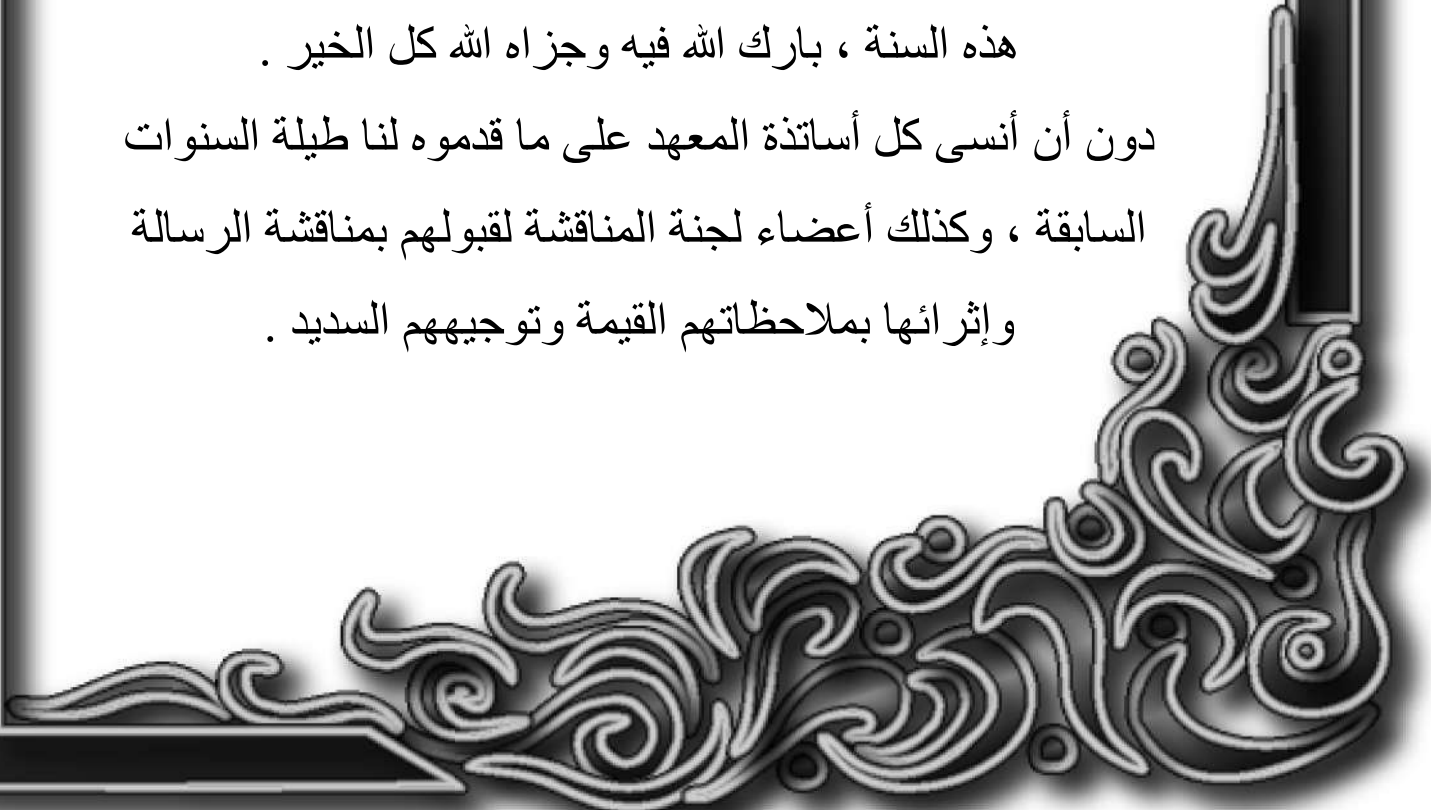 هذه السنة ، بارك الله فيه وجزاه الله كل الخير .
دون أن أنسى كل أساتذة المعهد على ما قدموه لنا طيلة السنوات
السابقة ، وكذلك أعضاء لجنة المناقشة لقبولهم بمناقشة الرسالة
وإثرائها بملاحظاتهم القيمة وتوجيههم السديد .